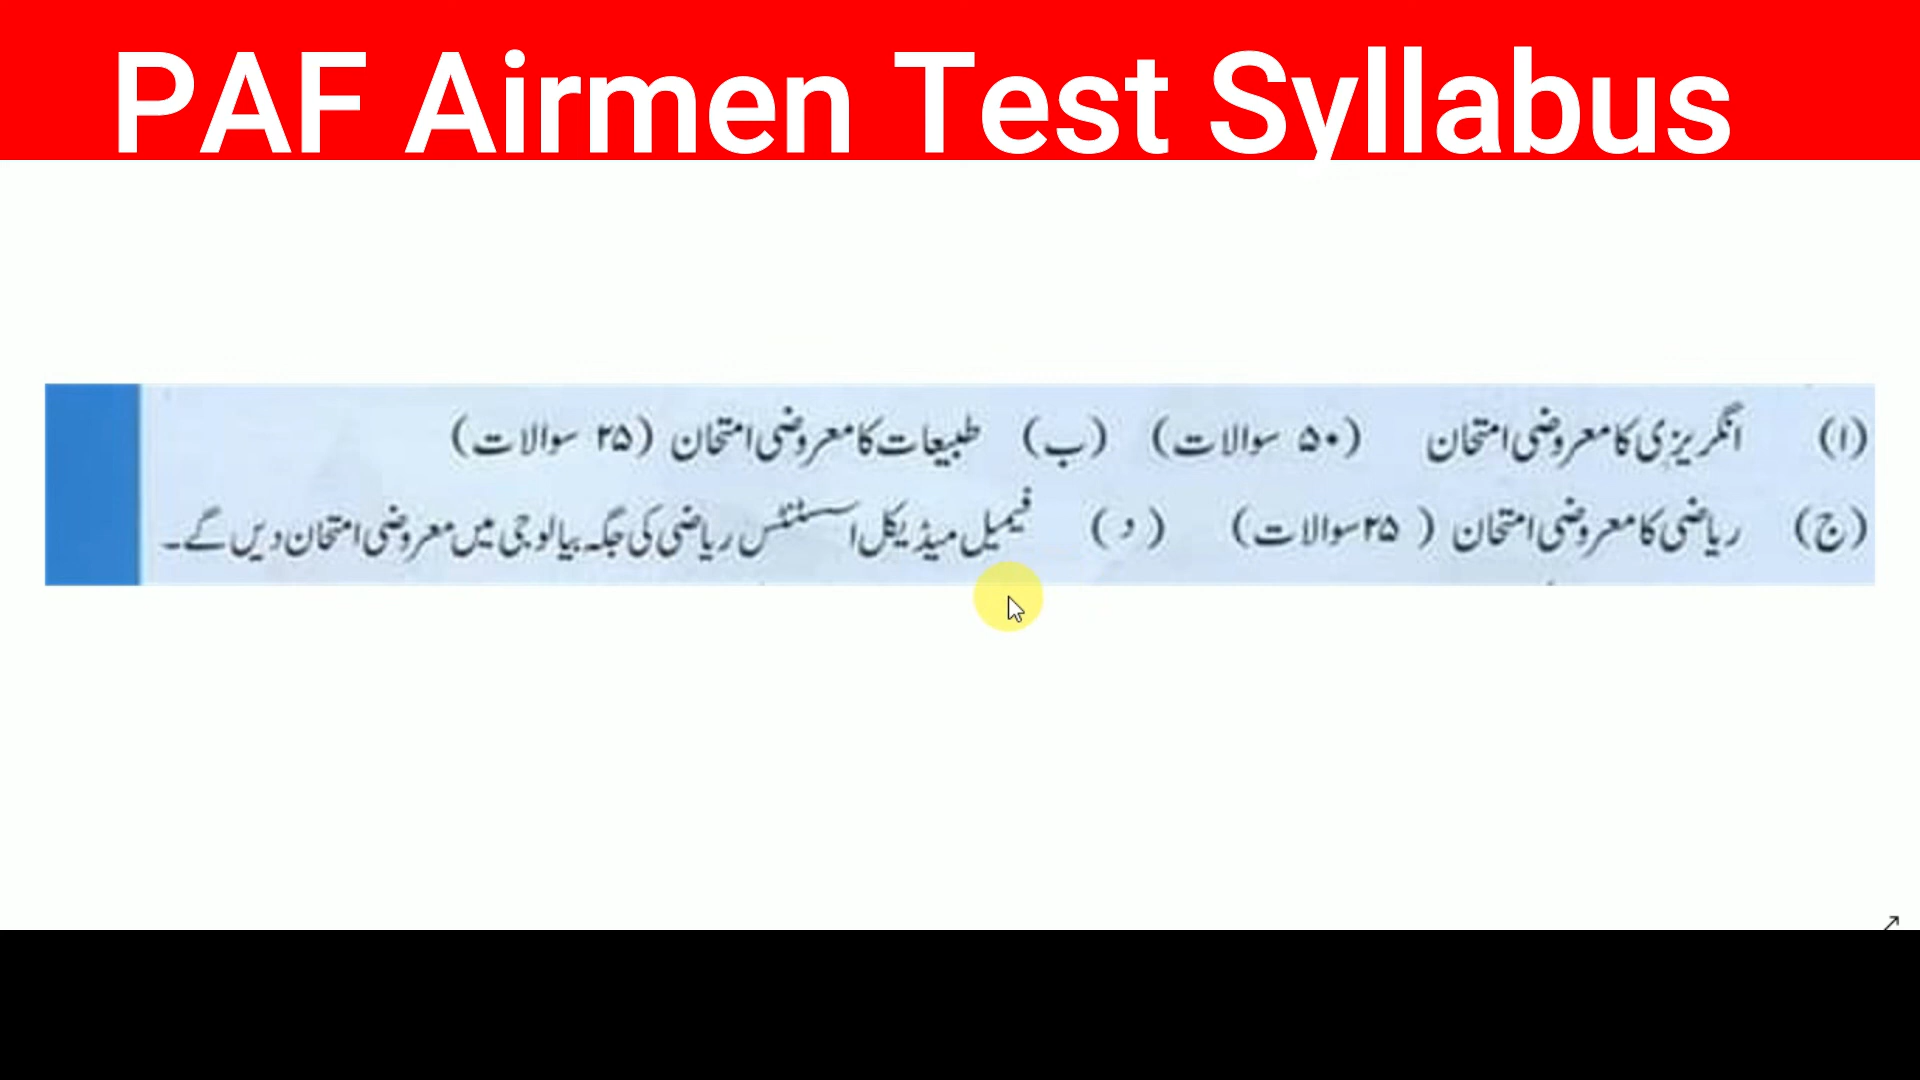 PAF Airmen Test Syllabus
(ا) انگریزی کا معروضی امتحان (۵۰ سوالات) (ب) طبیعات کا معروضی امتحان (۲۵ سوالات)
(ج) ریاضی کا معروضی امتحان (۲۵ سوالات) (د) فیمیل میڈیکل اسسٹنٹس ریاضی کی جگہ بیالوجی میں معروضی امتحان دیں گے۔